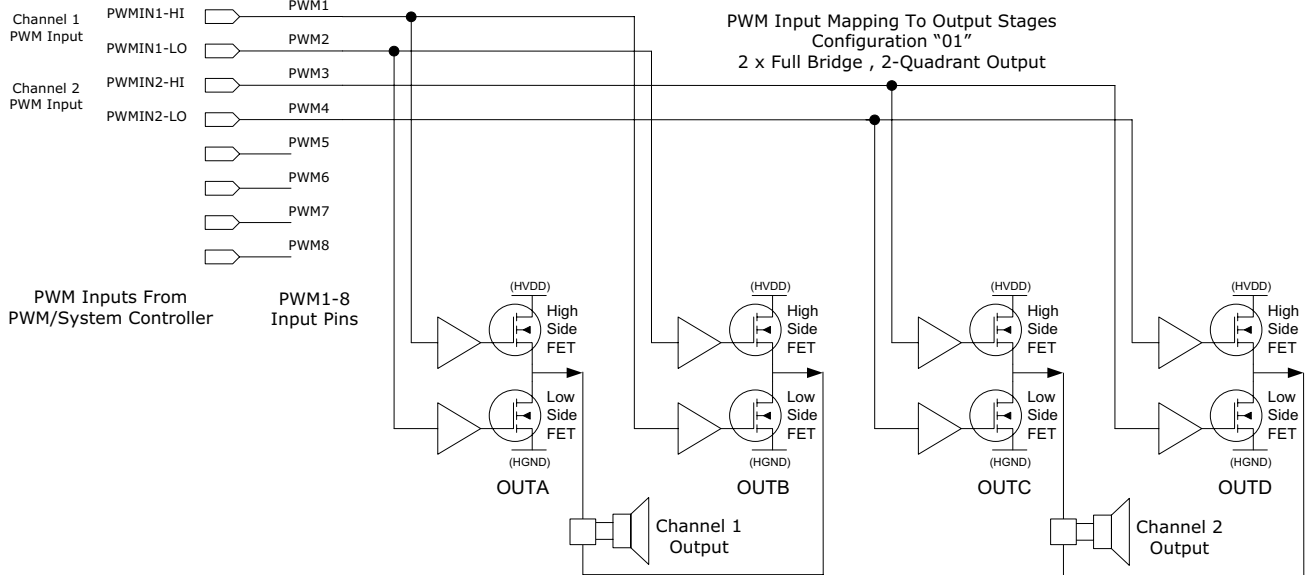 Channel 1
PWM Input
PWMIN1-HI
PWM1
PWMIN1-LO
PWM2
Channel 2
PWM Input
PWMIN2-HI
PWM3
PWMIN2-LO
PWM4
PWM5
PWM6
PWM7
PWM8
PWM Input Mapping To Output Stages
Configuration “01”
2 x Full Bridge , 2-Quadrant Output
PWM Inputs From
PWM/System Controller
PWM1-8
Input Pins
(HVDD)
High
Side
FET
Low
Side
FET
(HGND)
OUTA
(HVDD)
High
Side
FET
Low
Side
FET
(HGND)
OUTB
(HVDD)
High
Side
FET
Low
Side
FET
(HGND)
OUTC
(HVDD)
High
Side
FET
Low
Side
FET
(HGND)
OUTD
Channel 1
Output
Channel 2
Output